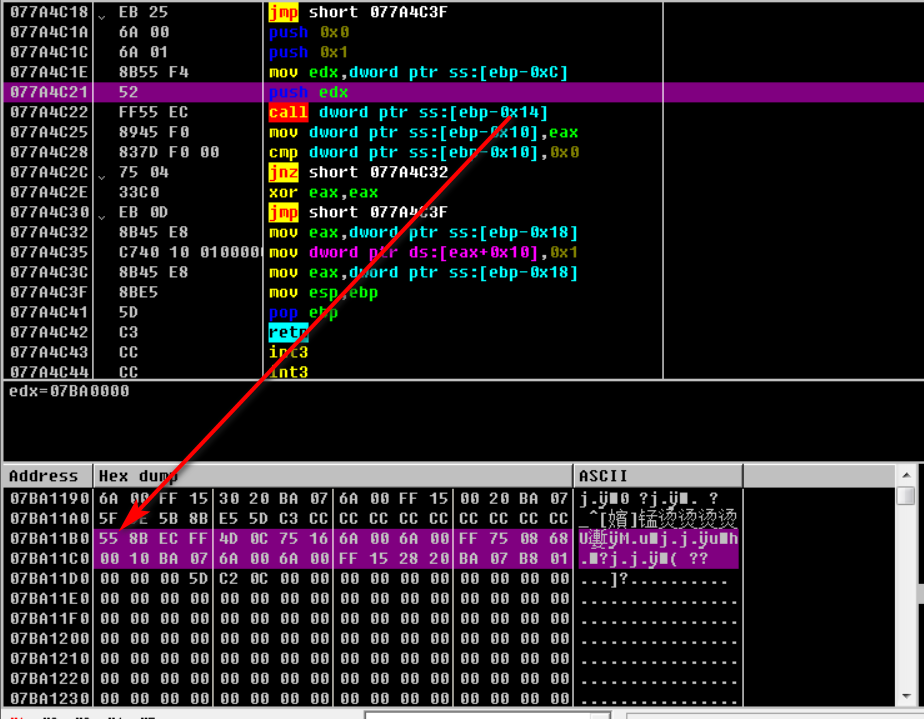 077A4C18 EB 25 jmp short 077A4C3F
077A4C1A 6A 00 push 0x0
077A4C1C 6A 01 push 0x1
077A4C1E 8B55 F4 mov edx,dword ptr ss:[ebp-0xC]
077A4C21 52 push edx
077A4C22 FF55 EC call dword ptr ss:[ebp-0x14]
077A4C25 8945 F0 mov dword ptr ss:[ebp-0x10],eax
077A4C28 837D F0 00 cmp dword ptr ss:[ebp-0x10],0x0
077A4C2C 75 04 jnz short 077A4C32
077A4C2E 33C0 xor eax,eax
077A4C30 EB 0D jmp short 077A4C3F
077A4C32 8B45 E8 mov eax,dword ptr ss:[ebp-0x18]
077A4C35 C740 10 0100000 mov dword ptr ds:[eax+0x10],0x1
077A4C3C 8B45 E8 mov eax,dword ptr ss:[ebp-0x18]
077A4C3F 8BE5 mov esp,ebp
077A4C41 5D pop ebp
077A4C42 C3 retn
077A4C43 CC int3
077A4C44 CC int3
edx=07BA0000
Address Hex dump ASCII
07BA1190 6A 00 FF 15 30 20 BA 07 6A 00 FF 15 00 20 BA 07
07BA11A0 5F 5E 5B 8B E5 5D C3 CC CC CC CC CC CC CC CC CC
07BA11B0 55 8B EC FF 4D 0C 75 16 6A 00 6A 00 FF 75 08 68
07BA11C0 00 10 BA 07 6A 00 6A 00 FF 15 28 20 BA 07 B8 01
07BA11D0 00 00 00 5D C2 0C 00 00 00 00 00 00 00 00 00 00 ...]?..........
07BA11E0 00 00 00 00 00 00 00 00 00 00 00 00 00 00 00 00 ................
07BA11F0 00 00 00 00 00 00 00 00 00 00 00 00 00 00 00 00 ................
07BA1200 00 00 00 00 00 00 00 00 00 00 00 00 00 00 00 00 ................
07BA1210 00 00 00 00 00 00 00 00 00 00 00 00 00 00 00 00 ................
07BA1220 00 00 00 00 00 00 00 00 00 00 00 00 00 00 00 00 ................
07BA1230 00 00 00 00 00 00 00 00 00 00 00 00 00 00 00 00 ................